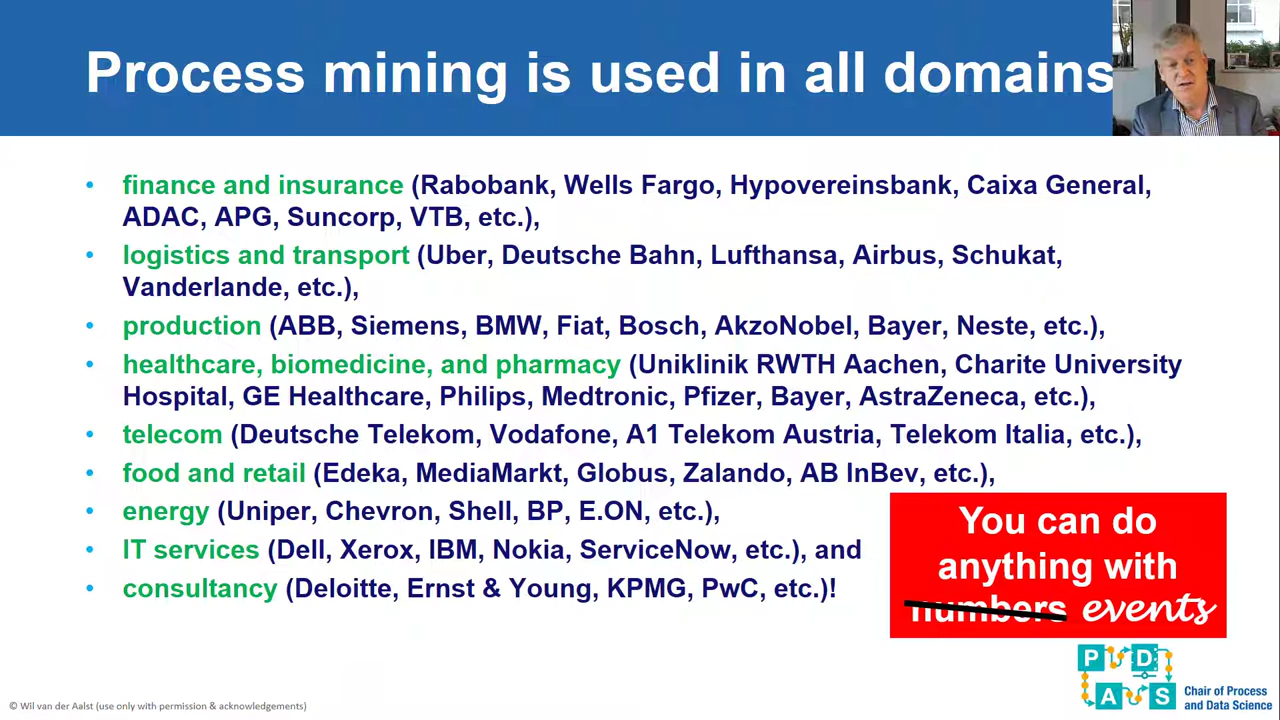 Process mining is used in all domains
• finance and insurance (Rabobank, Wells Fargo, Hypovereinsbank, Caixa General,
ADAC, APG, Suncorp, VTB, etc.),
• logistics and transport (Uber, Deutsche Bahn, Lufthansa, Airbus, Schukat,
Vanderlande, etc.),
• production (ABB, Siemens, BMW, Fiat, Bosch, AkzoNobel, Bayer, Neste, etc.),
• healthcare, biomedicine, and pharmacy (Uniklinik RWTH Aachen, Charite University
Hospital, GE Healthcare, Philips, Medtronic, Pfizer, Bayer, AstraZeneca, etc.),
• telecom (Deutsche Telekom, Vodafone, A1 Telekom Austria, Telekom Italia, etc.),
• food and retail (Edeka, MediaMarkt, Globus, Zalando, AB InBev, etc.),
• energy (Uniper, Chevron, Shell, BP, E.ON, etc.),
• IT services (Dell, Xerox, IBM, Nokia, ServiceNow, etc.), and
• consultancy (Deloitte, Ernst & Young, KPMG, PwC, etc.)!
You can do
anything with
numbers events
P D
A S
Chair of Process
and Data Science
© Wil van der Aalst (use only with permission & acknowledgements)